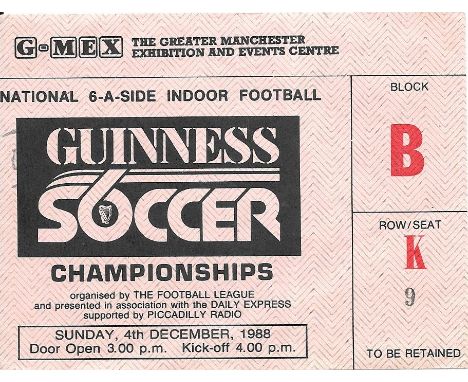 G-MEX THE GREATER MANCHESTER
EXHIBITION AND EVENTS CENTRE
NATIONAL 6-A-SIDE INDOOR FOOTBALL
GUINNESS
6
SOCCER
CHAMPIONSHIPS
organised by THE FOOTBALL LEAGUE
and presented in association with the DAILY EXPRESS
supported by PICCADILLY RADIO
SUNDAY, 4th DECEMBER, 1988
Door Open 3.00 p.m. Kick-off 4.00 p.m.
BLOCK
B
ROW/SEAT
K
9
TO BE RETAINED